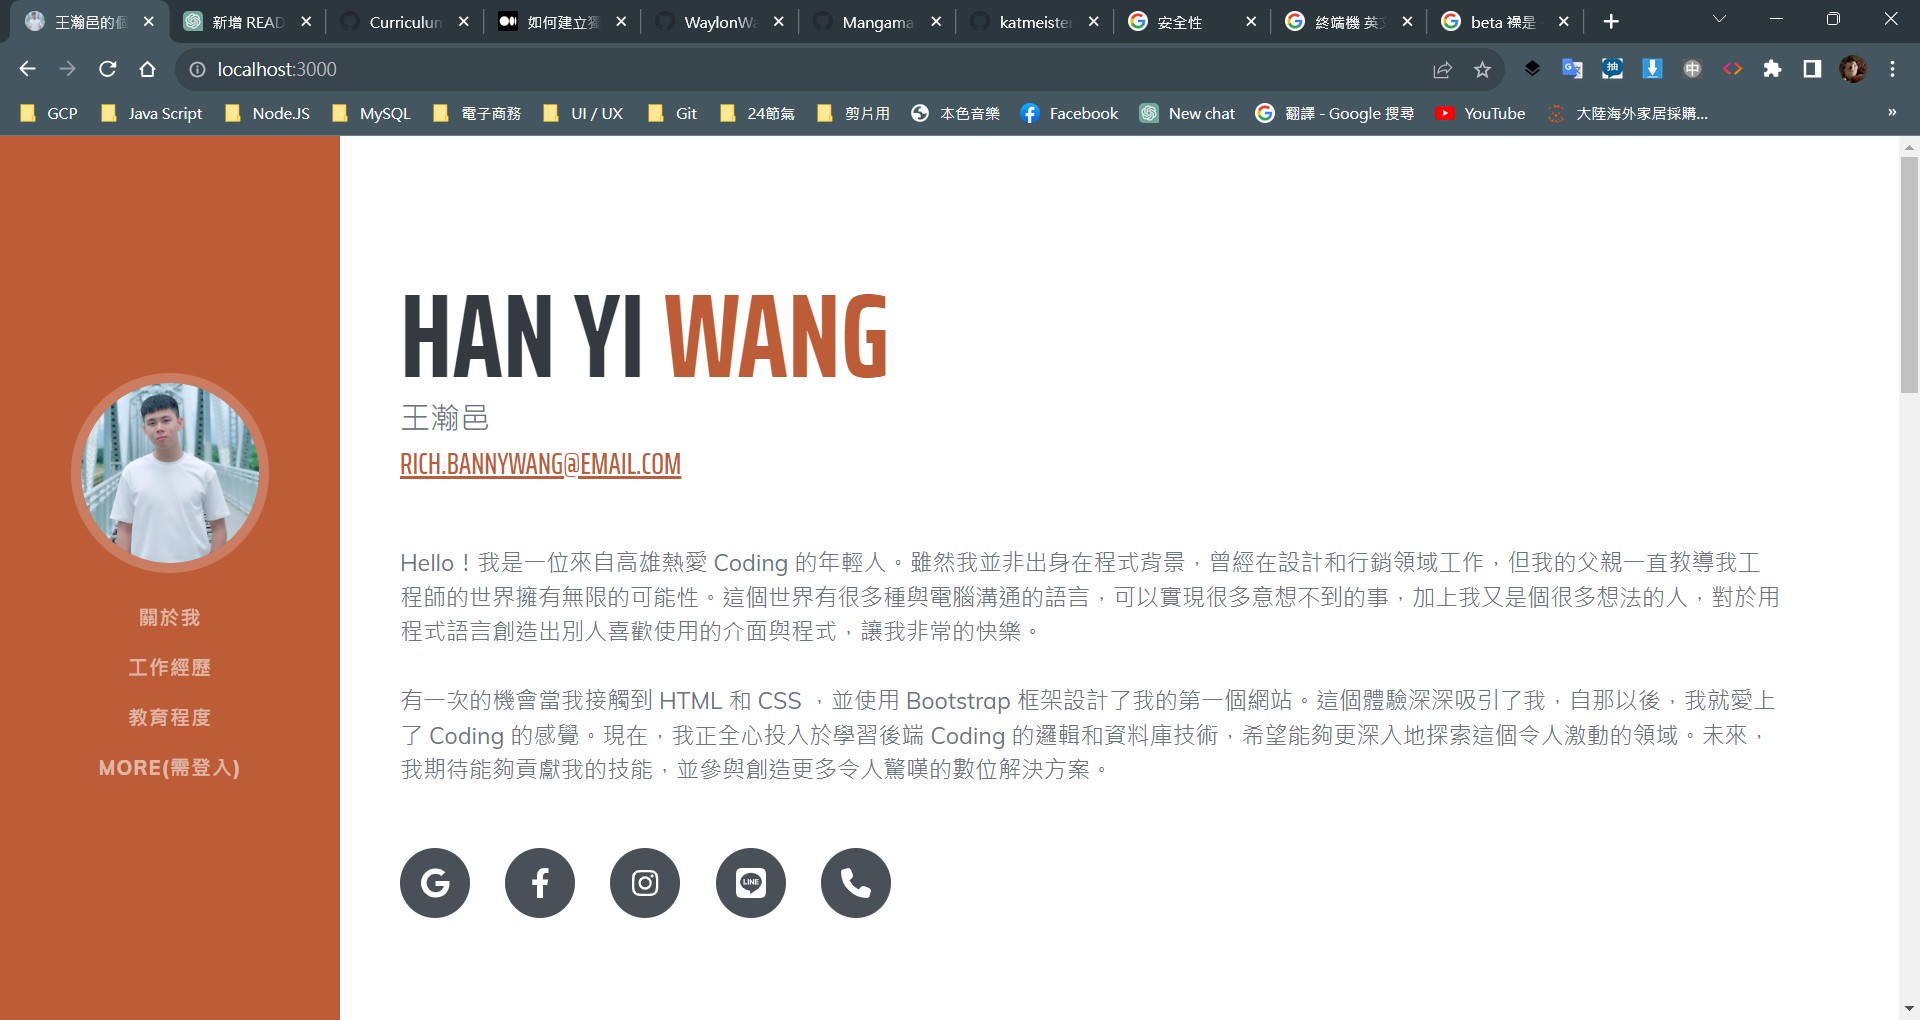 王瀚邑的個
新增 READ
Curriculum
如何建立獨
WaylonWa
Mangama
katmeister
安全性
終端機 英文
beta 襙是
localhost:3000
GCP
Java Script
NodeJS
MySQL
電子商務
UI / UX
Git
24節氣
剪片用
本色音樂
Facebook
New chat
翻譯 - Google 搜尋
YouTube
大陸海外家居採購...
HAN YI WANG
王瀚邑
RICH.BANNYWANG@EMAIL.COM
關於我
工作經歷
教育程度
MORE(需登入)
Hello！我是一位來自高雄熱愛 Coding 的年輕人。雖然我並非出身在程式背景，曾經在設計和行銷領域工作，但我的父親一直教導我工
程師的世界擁有無限的可能性。這個世界有很多種與電腦溝通的語言，可以實現很多意想不到的事，加上我又是個很多想法的人，對於用
程式語言創造出別人喜歡使用的介面與程式，讓我非常的快樂。
有一次的機會當我接觸到 HTML 和 CSS ，並使用 Bootstrap 框架設計了我的第一個網站。這個體驗深深吸引了我，自那以後，我就愛上
了 Coding 的感覺。現在，我正全心投入於學習後端 Coding 的邏輯和資料庫技術，希望能夠更深入地探索這個令人激動的領域。未來，
我期待能夠貢獻我的技能，並參與創造更多令人驚嘆的數位解決方案。
LINE